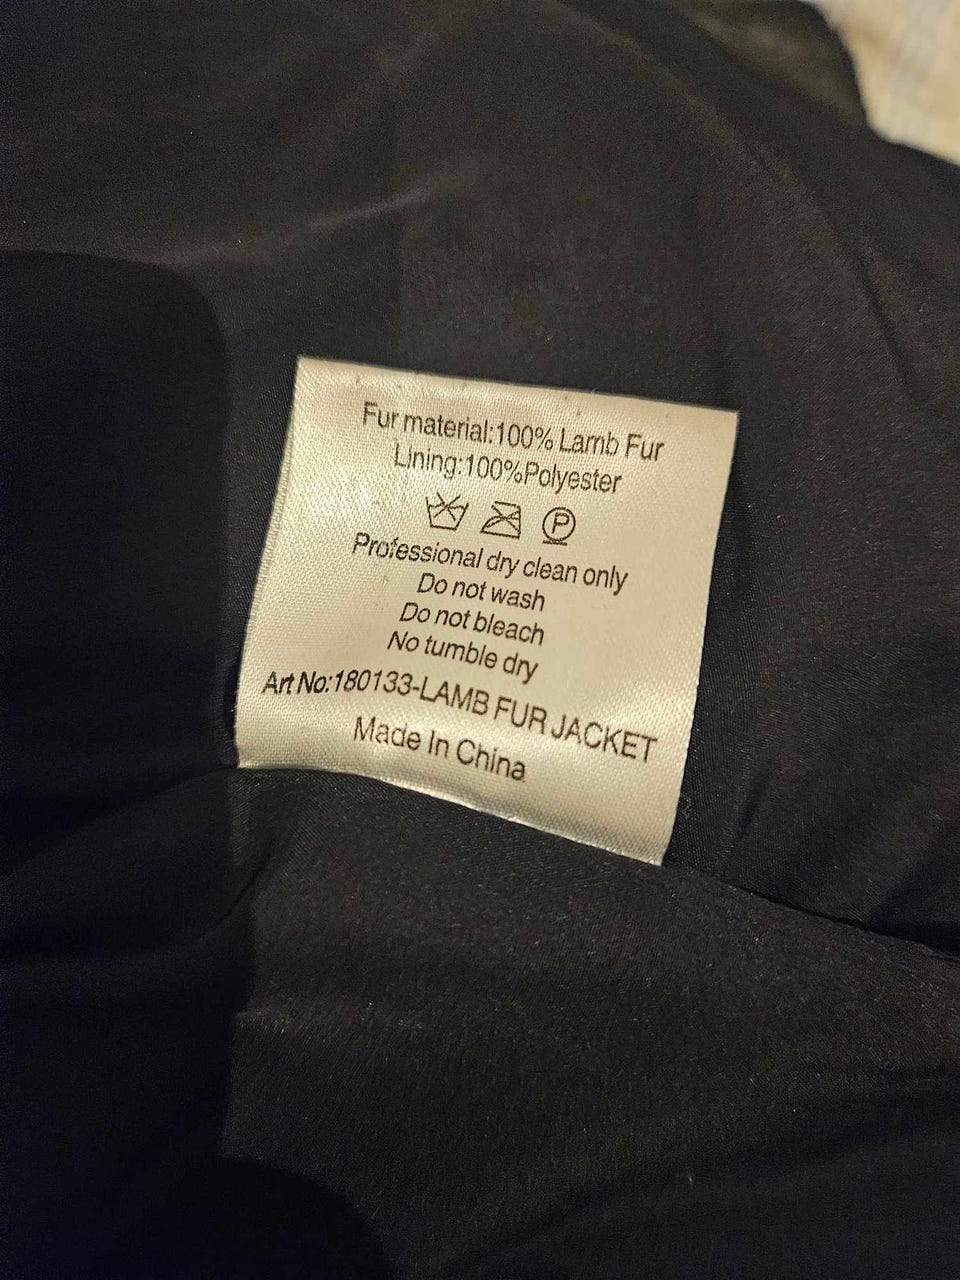 Fur material:100% Lamb Fur
Lining:100%Polyester
P
Professional dry clean only
Do not wash
Do not bleach
No tumble dry
Art No:180133-LAMB FUR JACKET
Made In China